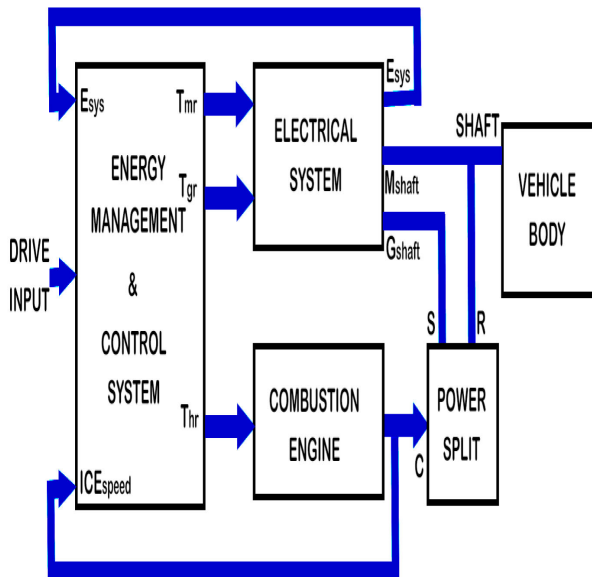 Esys
Tmr
ENERGY
MANAGEMENT
&
CONTROL
SYSTEM
Tgr
Thr
ICEspeed
DRIVE
INPUT
ELECTRICAL
SYSTEM
Esys
Mshaft
Gshaft
SHAFT
VEHICLE
BODY
COMBUSTION
ENGINE
S
R
C
POWER
SPLIT